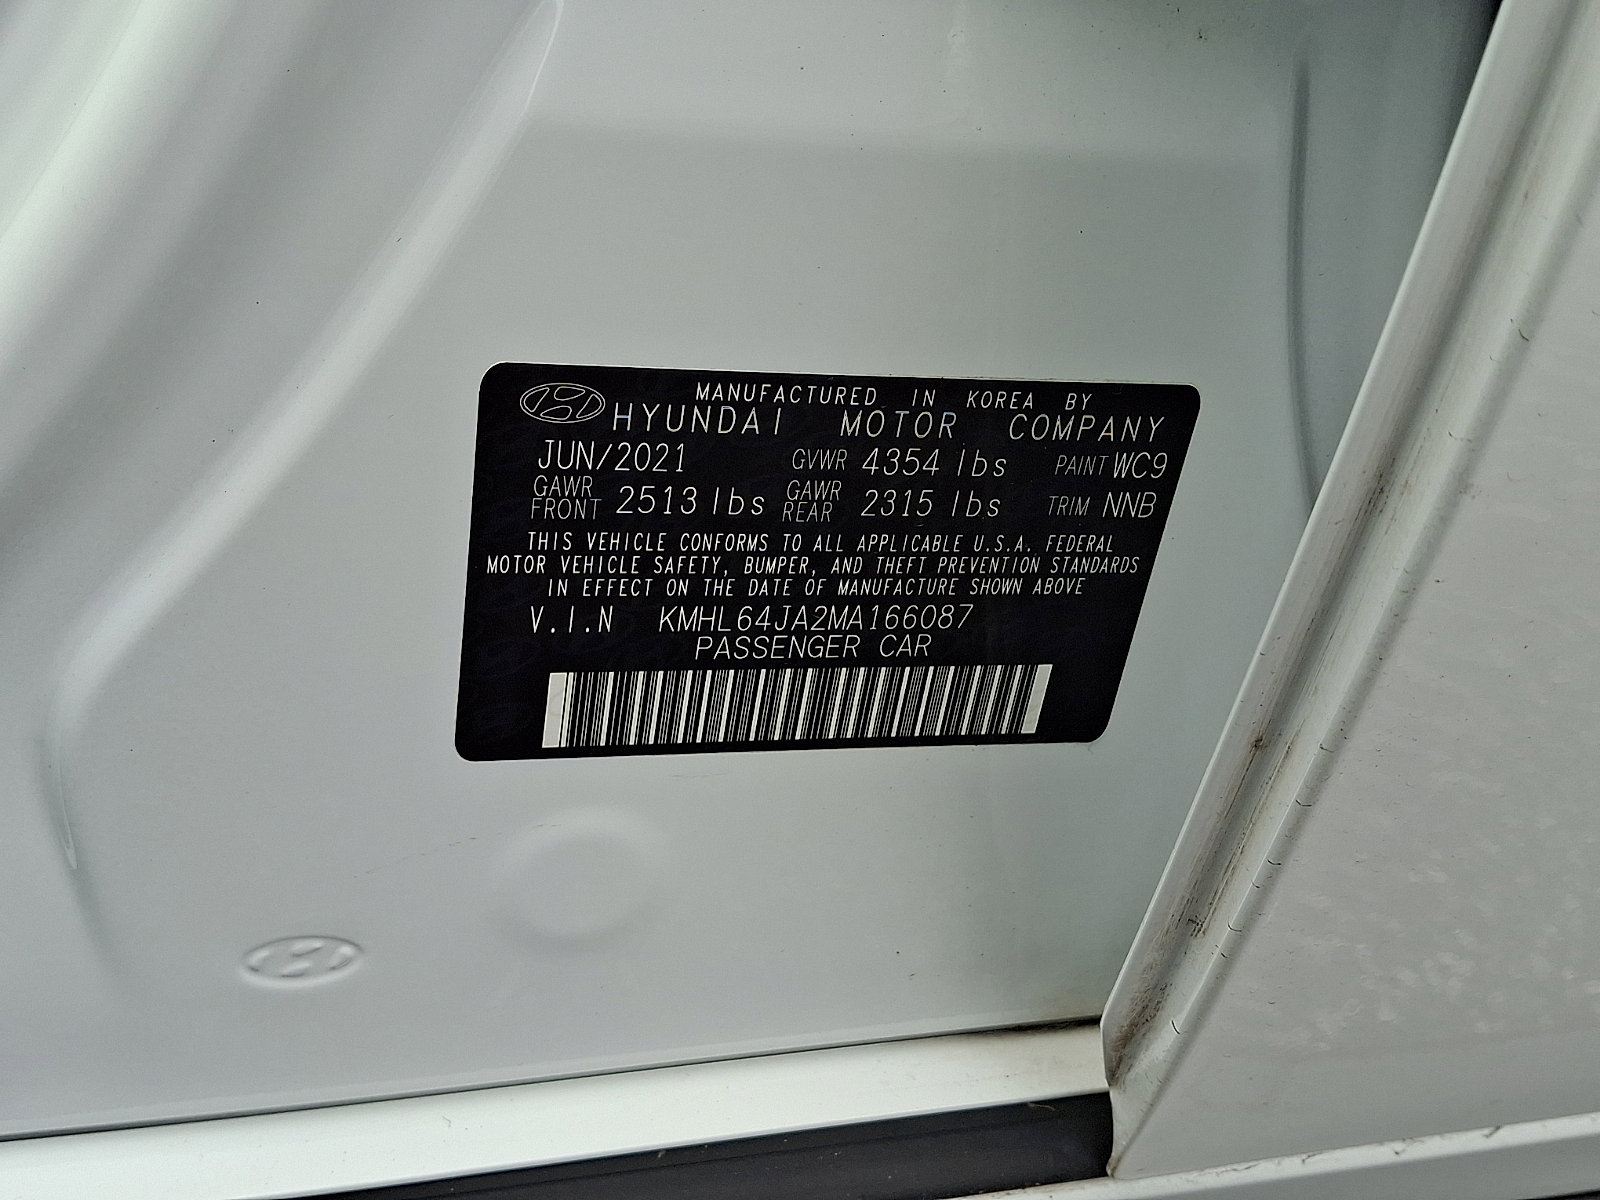 MANUFACTURED IN KOREA BY
HYUNDAI MOTOR COMPANY
JUN/2021 GVWR 4354 lbs PAINT WC9
GAWR FRONT 2513 lbs GAWR REAR 2315 lbs TRIM NNB
THIS VEHICLE CONFORMS TO ALL APPLICABLE U.S.A. FEDERAL
MOTOR VEHICLE SAFETY, BUMPER, AND THEFT PREVENTION STANDARDS
IN EFFECT ON THE DATE OF MANUFACTURE SHOWN ABOVE
V.I.N KMHL64JA2MA166087
PASSENGER CAR